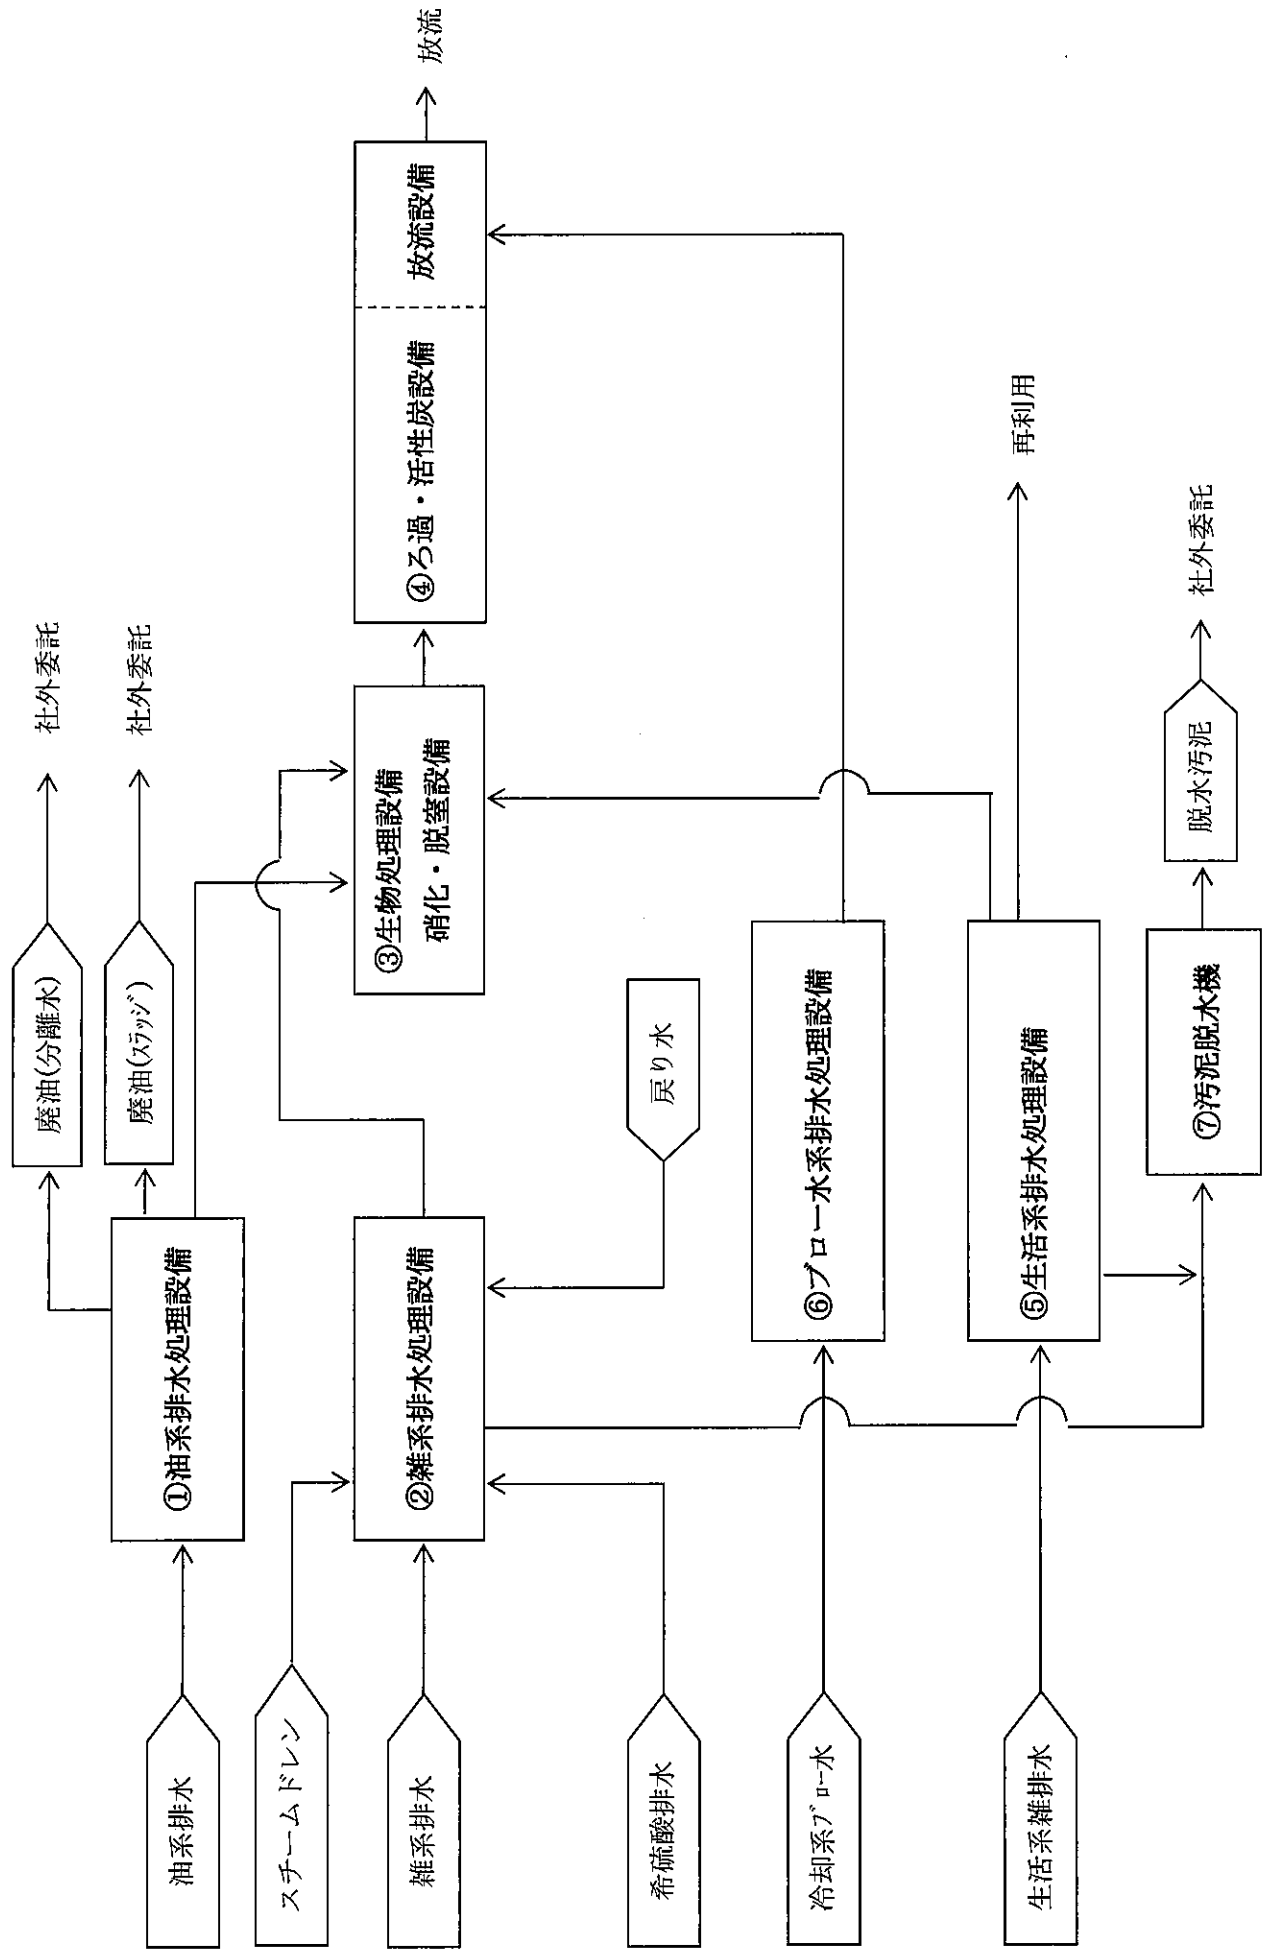 油系排水
スチームドレン
雑系排水
希硫酸排水
冷却系ブロー水
生活系雑排水
①油系排水処理設備
②雑系排水処理設備
戻り水
⑥ブロー水系排水処理設備
⑤生活系排水処理設備
⑦汚泥脱水機
廃油(分離水)
廃油(スラッジ)
③生物処理設備
硝化・脱窒設備
脱水汚泥
社外委託
社外委託
社外委託
再利用
④ろ過・活性炭設備
放流設備
放流